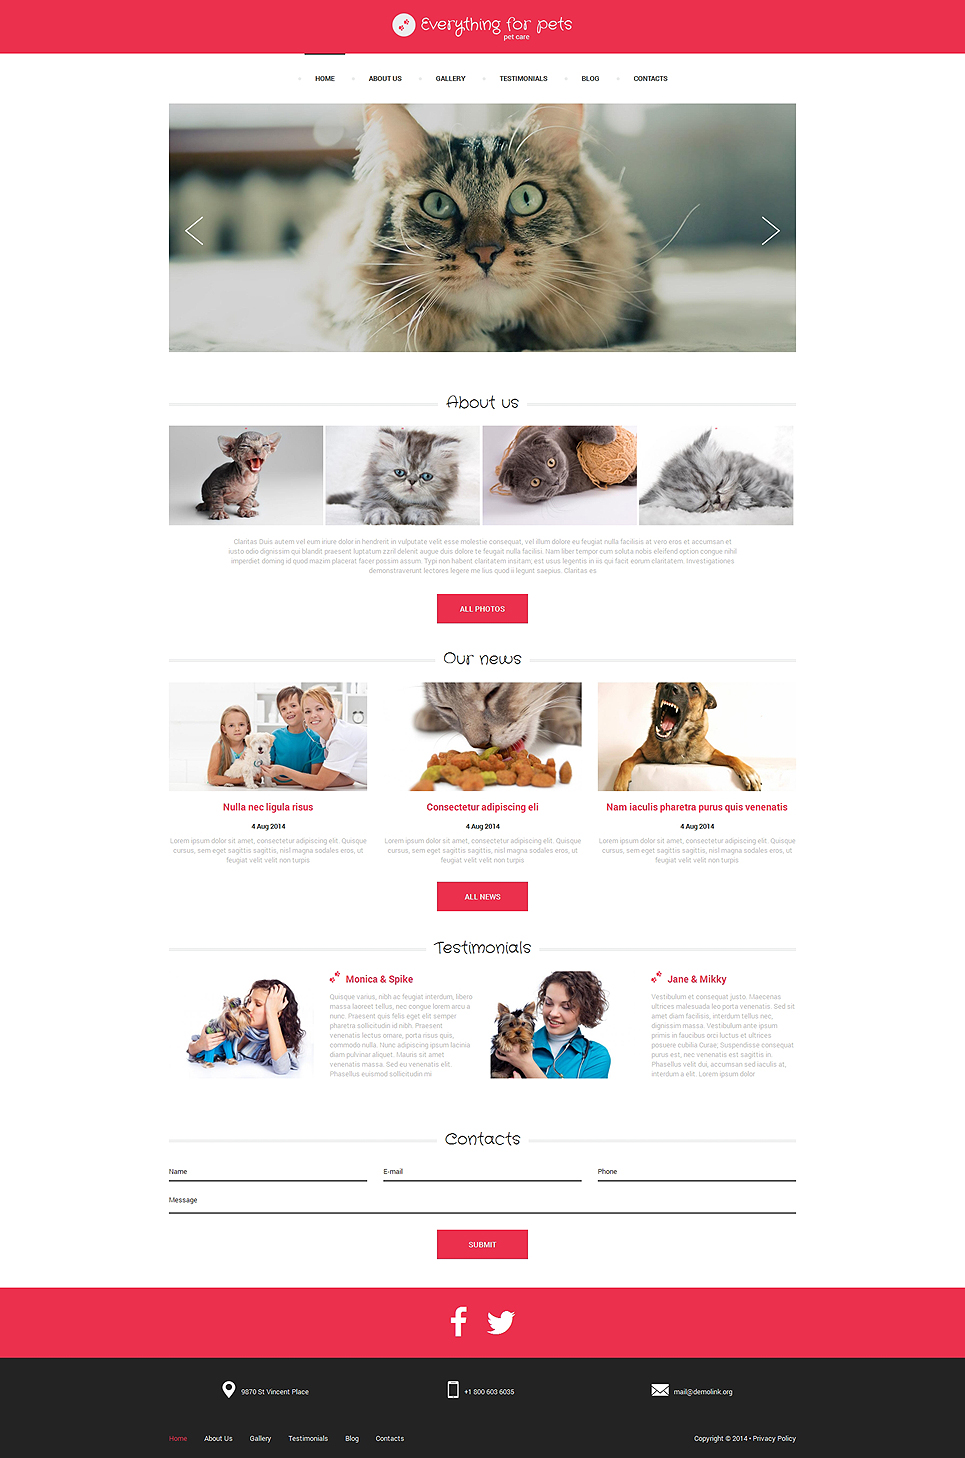 Everything for pets
pet care
HOME ABOUT US GALLERY TESTIMONIALS BLOG CONTACTS
About us
Claritas Duis autem vel eum iriure dolor in hendrerit in vulputate velit esse molestie consequat, vel illum dolore eu feugiat nulla facilisis at vero eros et accumsan et
iusto odio dignissim qui blandit praesent luptatum zzril delenit augue duis dolore te feugait nulla facilisi. Nam liber tempor cum soluta nobis eleifend option congue nihil
imperdiet doming id quod mazim placerat facer possim assum. Typi non habent claritatem insitam; est usus legentis in iis qui facit eorum claritatem. Investigationes
demonstraverunt lectores legere me lius quod ii legunt saepius. Claritas es
ALL PHOTOS
Our news
Nulla nec ligula risus
4 Aug 2014
Lorem ipsum dolor sit amet, consectetur adipiscing elit. Quisque
cursus, sem eget sagittis sagittis, nisl magna sodales eros, ut
feugiat velit velit non turpis
Consectetur adipiscing eli
4 Aug 2014
Lorem ipsum dolor sit amet, consectetur adipiscing elit. Quisque
cursus, sem eget sagittis sagittis, nisl magna sodales eros, ut
feugiat velit velit non turpis
Nam iaculis pharetra purus quis venenatis
4 Aug 2014
Lorem ipsum dolor sit amet, consectetur adipiscing elit. Quisque
cursus, sem eget sagittis sagittis, nisl magna sodales eros, ut
feugiat velit velit non turpis
ALL NEWS
Testimonials
Monica & Spike
Quisque varius, nibh ac feugiat interdum, libero
massa laoreet tellus, nec congue lorem arcu a
nunc. Praesent quis felis eget elit semper
pharetra sollicitudin id nibh. Praesent
venenatis lectus ornare, porta risus quis,
commodo nulla. Nunc adipiscing ipsum lacinia
diam pulvinar aliquet. Mauris sit amet
venenatis massa. Sed eu venenatis elit.
Phasellus euismod sollicitudin mi
Jane & Mikky
Vestibulum et consequat justo. Maecenas
ultrices malesuada leo porta venenatis. Sed sit
amet diam facilisis, interdum tellus nec,
dignissim massa. Vestibulum ante ipsum
primis in faucibus orci luctus et ultrices
posuere cubilia Curae; Suspendisse consequat
purus est, nec venenatis est sagittis in.
Phasellus velit dui, accumsan sed iaculis at,
interdum a elit. Lorem ipsum dolor
Contacts
Name E-mail Phone
Message
SUBMIT
9870 St Vincent Place +1 800 603 6035 mail@demolink.org
Home About Us Gallery Testimonials Blog Contacts Copyright © 2014 • Privacy Policy